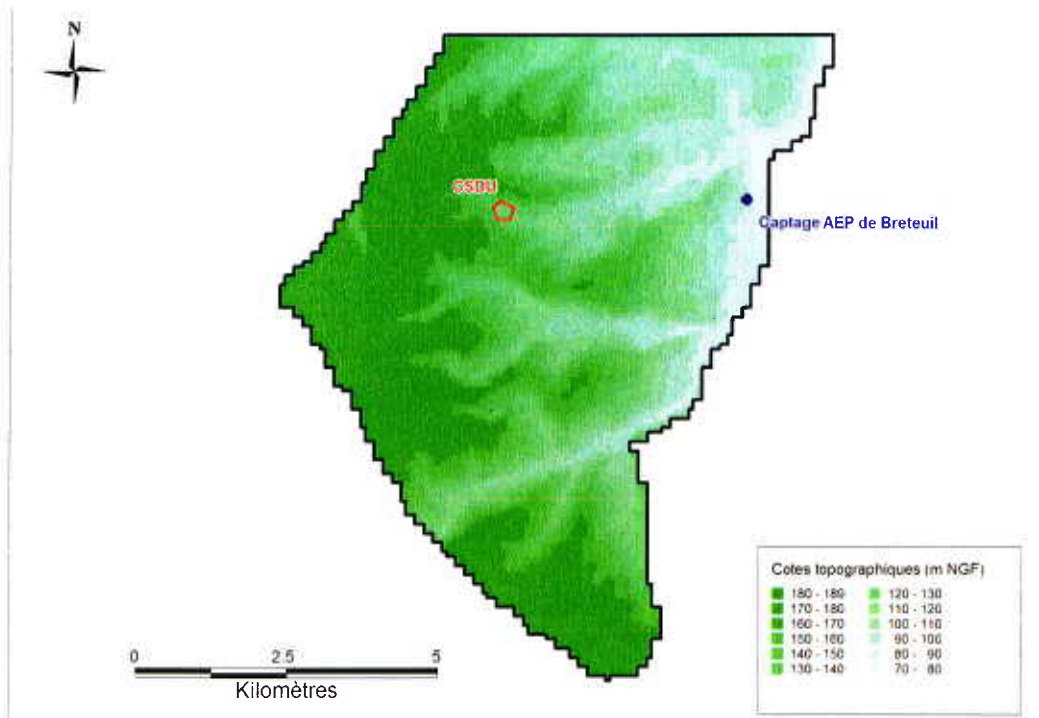 N
CSDU
Captage AEP de Breteuil
Cotes topographiques (m NGF)
180 - 189 120 - 130
170 - 180 110 - 120
160 - 170 100 - 110
150 - 160 90 - 100
140 - 150 80 - 90
130 - 140 70 - 80
0 2.5 5
Kilomètres